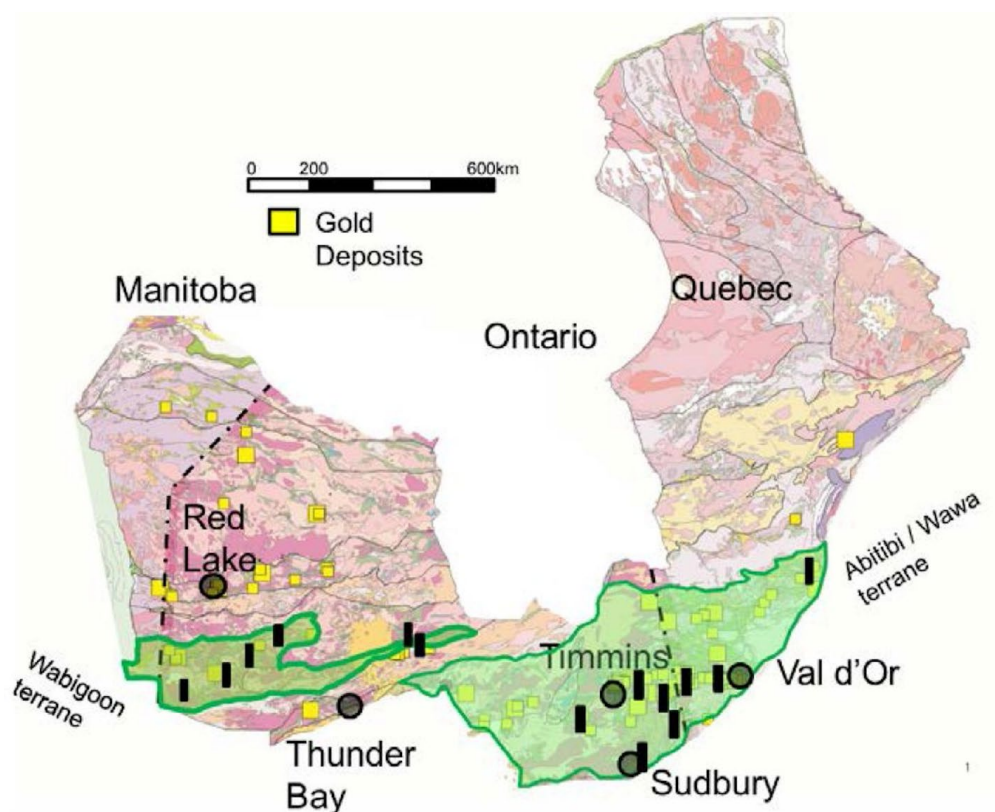 0 200 600km
Gold
Deposits
Manitoba
Quebec
Ontario
Red
Lake
Abitibi / Wawa
terrane
Timmins
Wabigoon
terrane
Val d'Or
Thunder
Bay
Sudbury
1